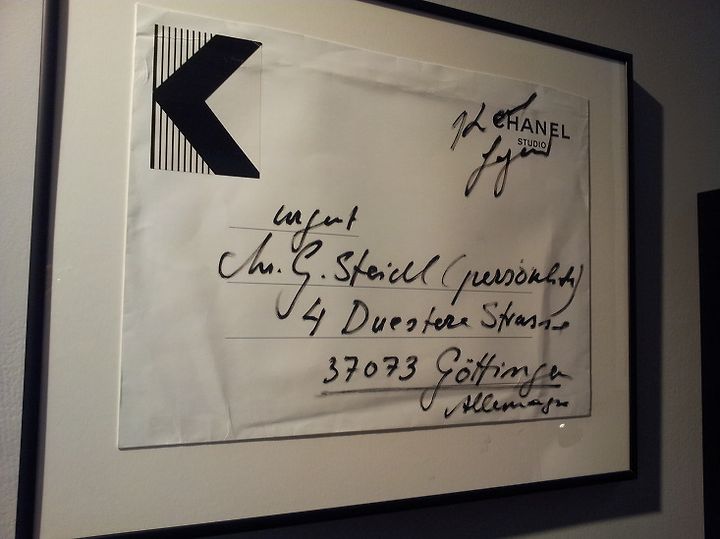 K
CHANEL
STUDIO
urgent
Mr. G. Steidl (persönlich)
4 Duestere Strasse
37073 Göttingen
Allemagne